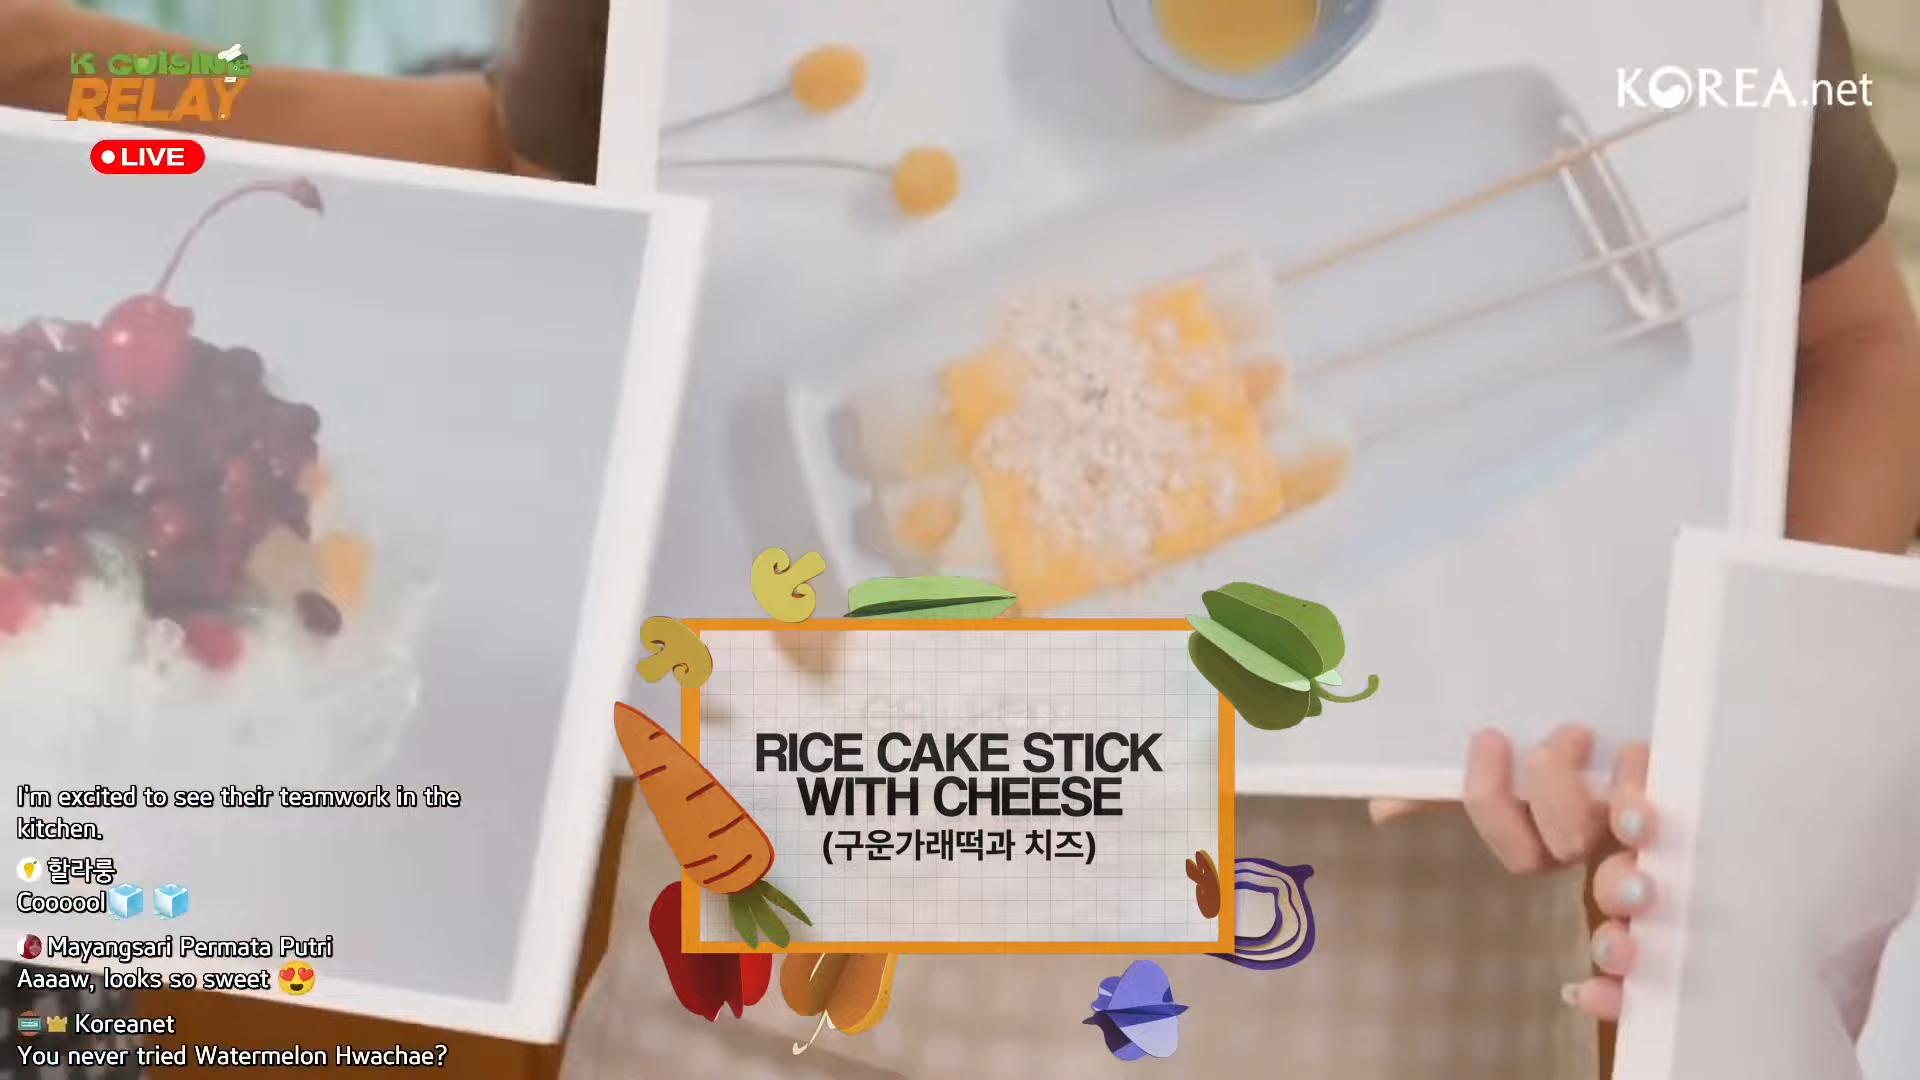 K CUISINE
RELAY
LIVE
KOREA.net
RICE CAKE STICK
WITH CHEESE
(구운가래떡과 치즈)
I'm excited to see their teamwork in the
kitchen.
할라룽
Coooool
Mayangsari Permata Putri
Aaaaw, looks so sweet 😍
Koreanet
You never tried Watermelon Hwachae?